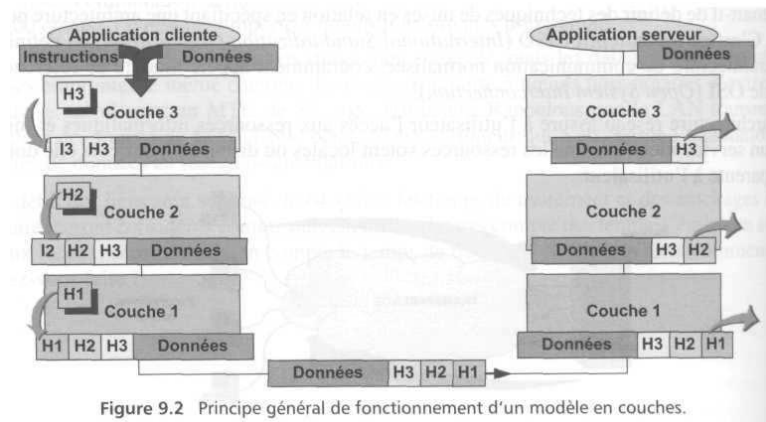 Application cliente
Instructions
Données
H3
Couche 3
I3 H3 Données
H2
Couche 2
I2 H2 H3 Données
H1
Couche 1
H1 H2 H3 Données
Données H3 H2 H1
Application serveur
Données
Couche 3
Données H3
Couche 2
Données H3 H2
Couche 1
Données H3 H2 H1
Figure 9.2 Principe général de fonctionnement d'un modèle en couches.